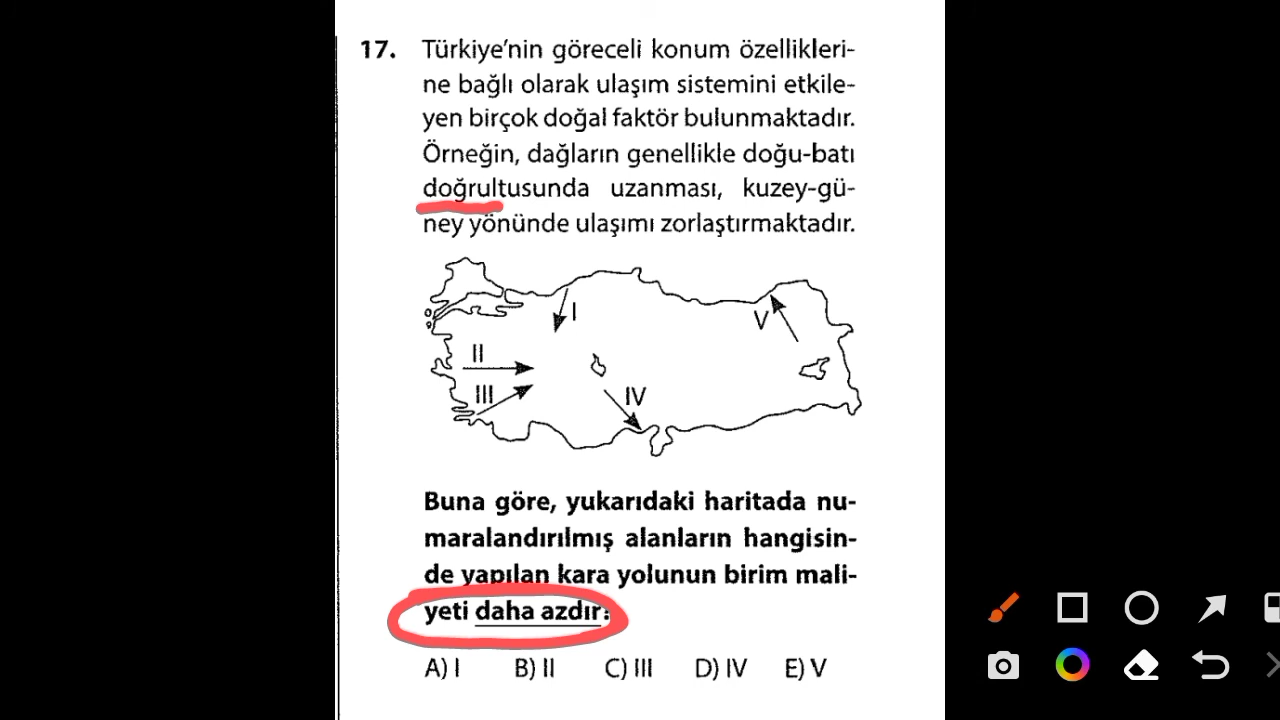 17. Türkiye'nin göreceli konum özellikleri-
ne bağlı olarak ulaşım sistemini etkile-
yen birçok doğal faktör bulunmaktadır.
Örneğin, dağların genellikle doğu-batı
doğrultusunda uzanması, kuzey-gü-
ney yönünde ulaşımı zorlaştırmaktadır.
I
V
II
III
IV
Buna göre, yukarıdaki haritada nu-
maralandırılmış alanların hangisin-
de yapılan kara yolunun birim mali-
yeti daha azdır?
A) I B) II C) III D) IV E) V